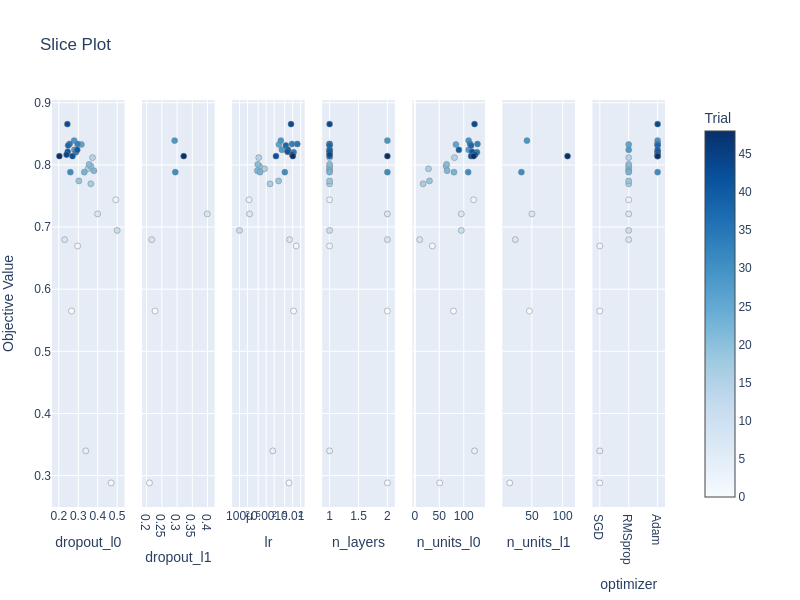 Slice Plot
Trial
Objective Value
0.9
0.8
0.7
0.6
0.5
0.4
0.3
0.2 0.3 0.4 0.5
dropout_l0
0.2 0.25 0.3 0.35 0.4
dropout_l1
0.01
lr
1 1.5 2
n_layers
0 50 100
n_units_l0
50 100
n_units_l1
SGD RMSprop Adam
optimizer
45
40
35
30
25
20
15
10
5
0